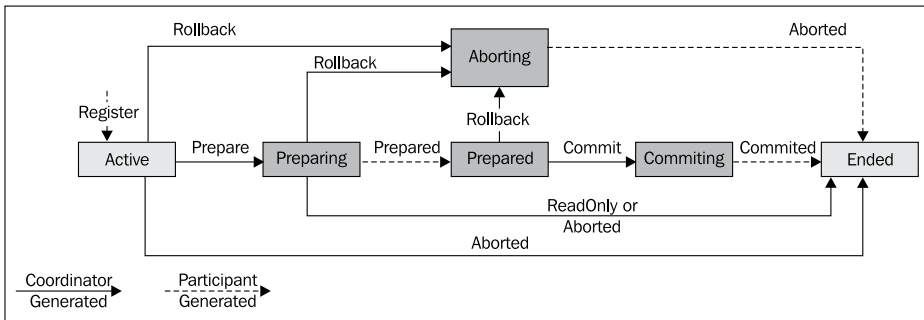 Rollback
Aborted
Aborting
Rollback
Register
Rollback
Active
Prepare
Preparing
Prepared
Prepared
Commit
Commiting
Commited
Ended
ReadOnly or
Aborted
Aborted
Coordinator
Generated
Participant
Generated